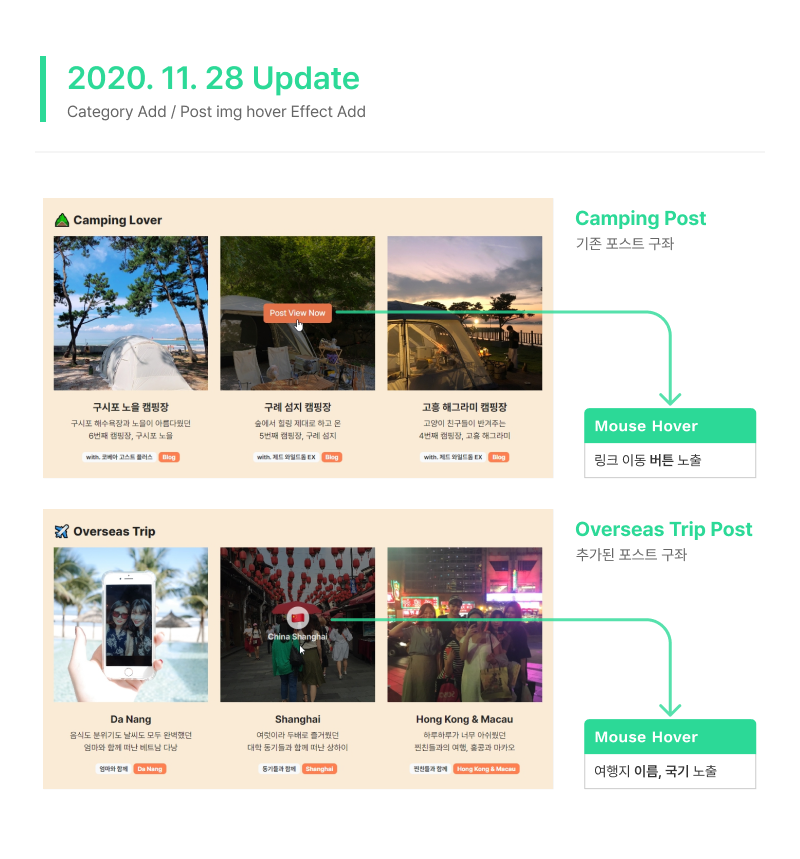 2020. 11. 28 Update
Category Add / Post img hover Effect Add
Camping Lover
Post View Now
구시포 노을 캠핑장
구시포 해수욕장과 노을이 아름다웠던
6번째 캠핑장, 구시포 노을
with. 코베아 고스트 플러스 Blog
구례 섬지 캠핑장
숲에서 힐링 제대로 하고 온
5번째 캠핑장, 구례 섬지
with. 제드 와일드돔 EX Blog
고흥 해그라미 캠핑장
고양이 친구들이 반겨주는
4번째 캠핑장, 고흥 해그라미
with. 제드 와일드돔 EX Blog
Camping Post
기존 포스트 구좌
Mouse Hover
링크 이동 버튼 노출
Overseas Trip
China Shanghai
Da Nang
음식도 분위기도 날씨도 모두 완벽했던
엄마와 함께 떠난 베트남 다낭
엄마와 함께 Da Nang
Shanghai
여럿이라 두배로 즐거웠던
대학 동기들과 함께 떠난 상하이
동기들과 함께 Shanghai
Hong Kong & Macau
하루하루가 너무 아쉬웠던
찐친들과의 여행, 홍콩과 마카오
찐친들과 함께 Hong Kong & Macau
Overseas Trip Post
추가된 포스트 구좌
Mouse Hover
여행지 이름, 국기 노출